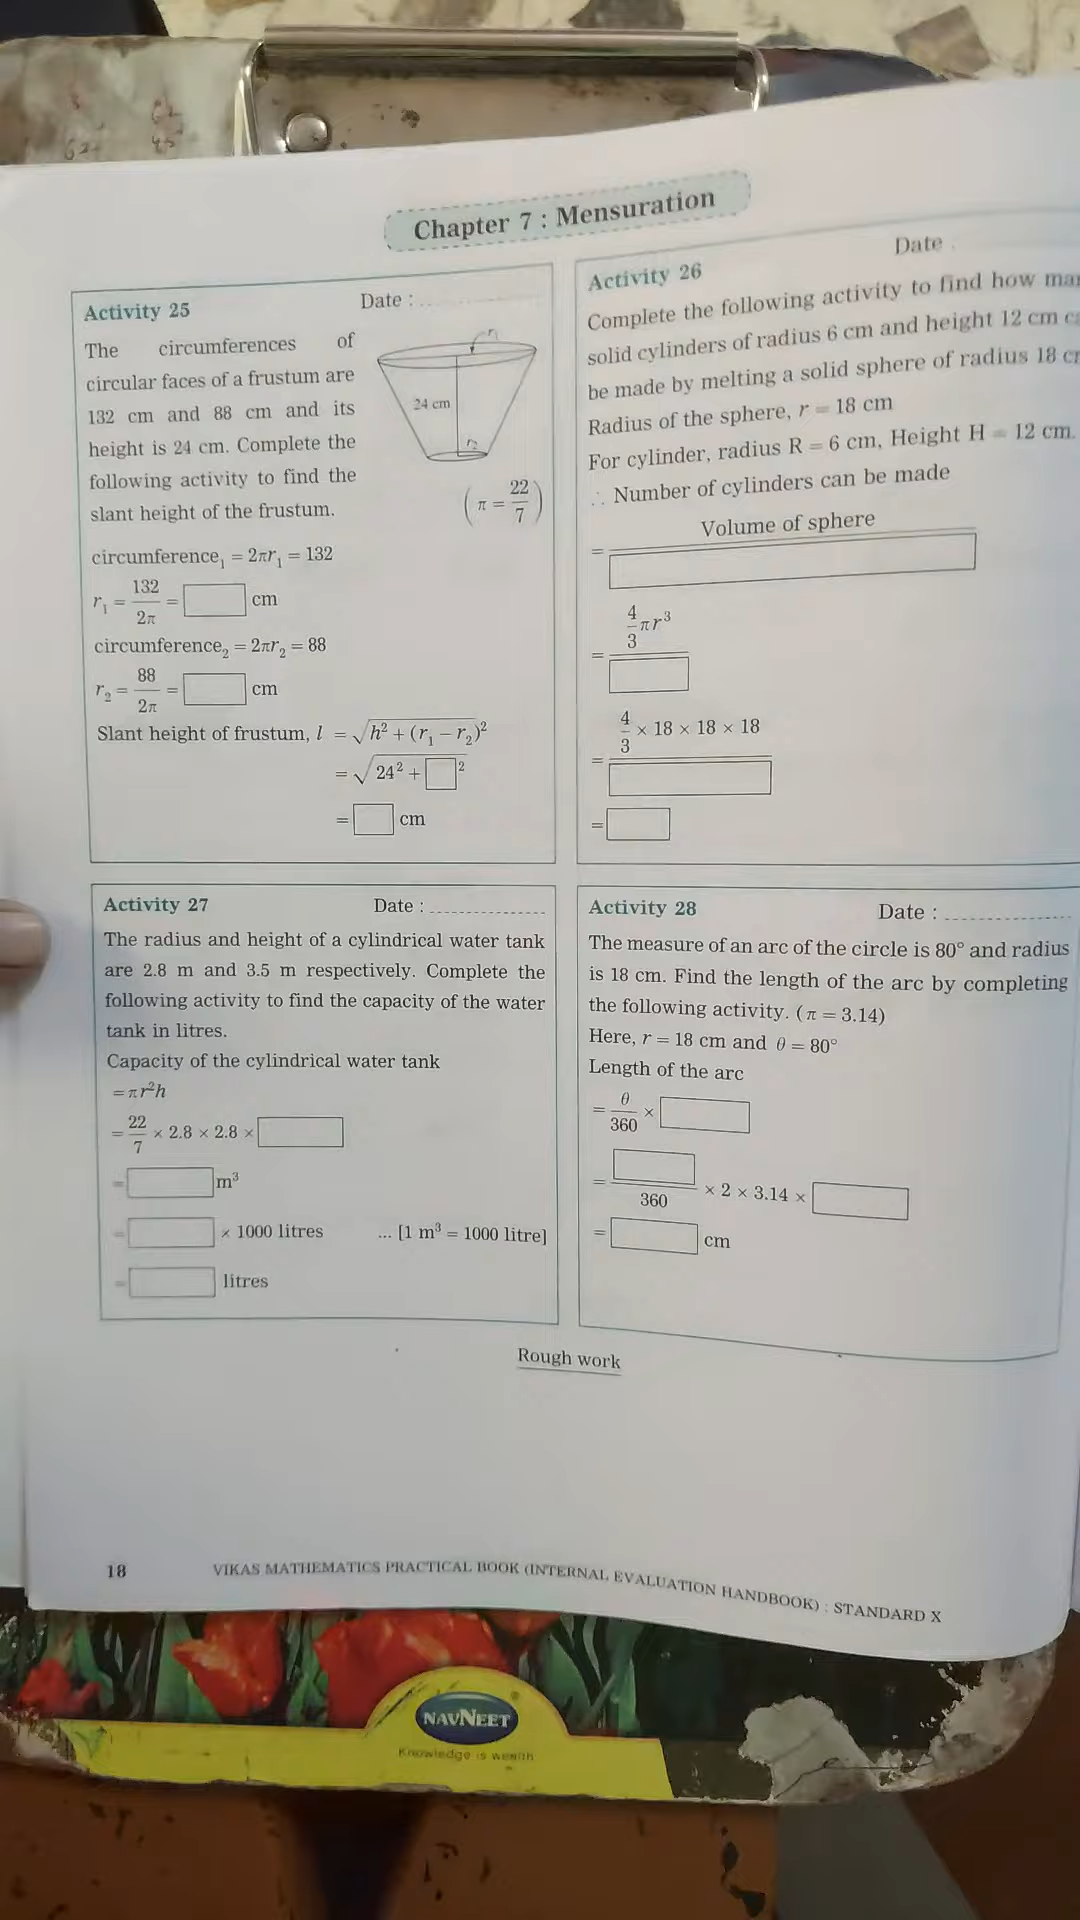 Chapter 7 : Mensuration
Activity 25
Date :
The circumferences of
circular faces of a frustum are
132 cm and 88 cm and its
height is 24 cm. Complete the
following activity to find the
slant height of the frustum.
r₁
24 cm
r₂
(π = 22/7)
circumference₁ = 2πr₁ = 132
r₁ = 132/2π = cm
circumference₂ = 2πr₂ = 88
r₂ = 88/2π = cm
Slant height of frustum, l = √h² + (r₁ − r₂)²
= √24² + ²
= cm
Date
Activity 26
Complete the following activity to find how
solid cylinders of radius 6 cm and height 12 cm
be made by melting a solid sphere of radius 18
Radius of the sphere, r = 18 cm
For cylinder, radius R = 6 cm, Height H = 12 cm.
∴ Number of cylinders can be made
= Volume of sphere
= 4/3 πr³
= 4/3 × 18 × 18 × 18
=
Activity 27
Date :
The radius and height of a cylindrical water tank
are 2.8 m and 3.5 m respectively. Complete the
following activity to find the capacity of the water
tank in litres.
Capacity of the cylindrical water tank
= πr²h
= 22/7 × 2.8 × 2.8 ×
= m³
= × 1000 litres ... [1 m³ = 1000 litre]
= litres
Activity 28
Date :
The measure of an arc of the circle is 80° and radius
is 18 cm. Find the length of the arc by completing
the following activity. (π = 3.14)
Here, r = 18 cm and θ = 80°
Length of the arc
= θ/360 ×
= /360 × 2 × 3.14 ×
= cm
Rough work
18
VIKAS MATHEMATICS PRACTICAL BOOK (INTERNAL EVALUATION HANDBOOK) : STANDARD X
NAVNEET
Knowledge is wealth